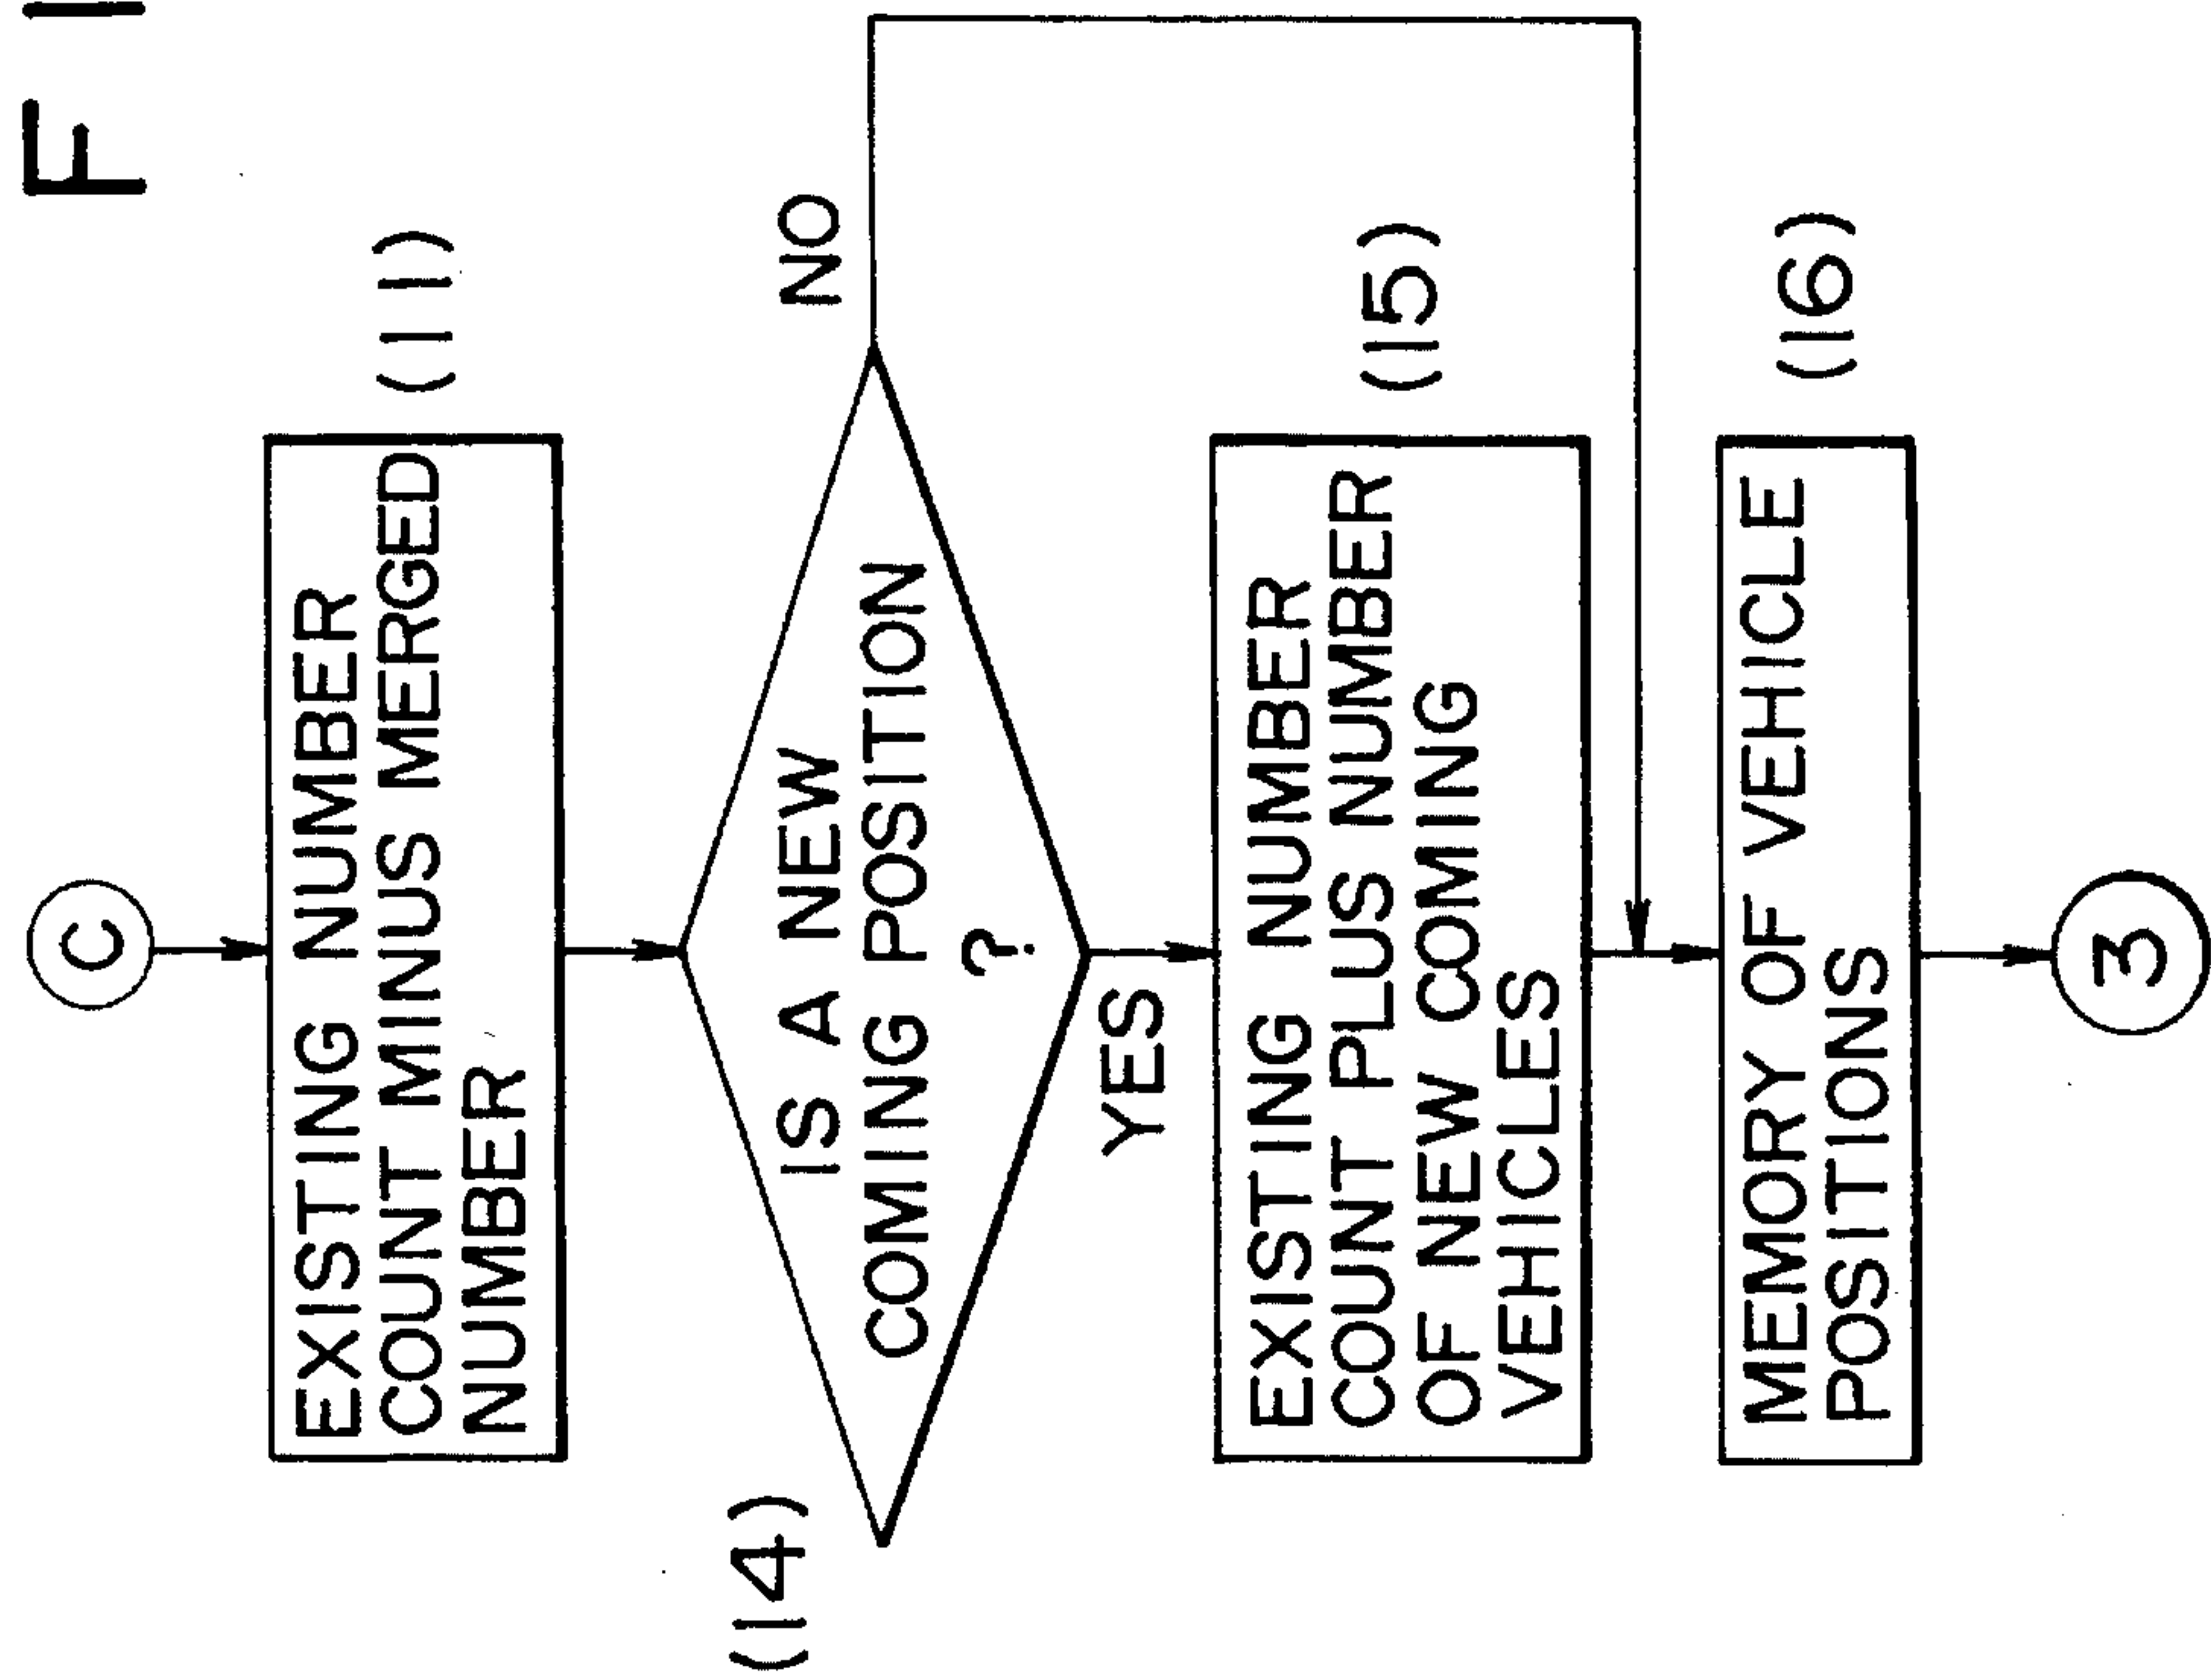 F I
C
EXISTING NUMBER
COUNT MINUS MERGED
NUMBER
(11)
(14)
IS A NEW
COMING POSITION
?
NO
YES
EXISTING NUMBER
COUNT PLUS NUMBER
OF NEW COMING
VEHICLES
(15)
MEMORY OF VEHICLE
POSITIONS
(16)
3